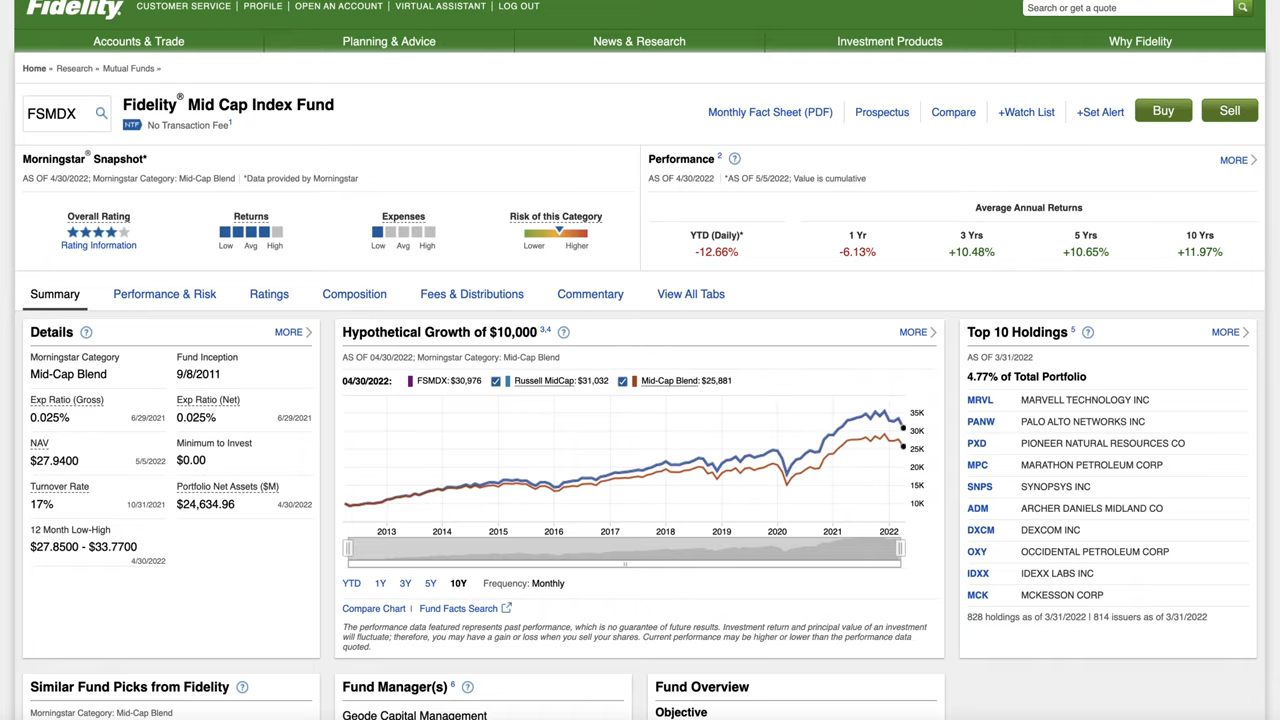 Fidelity
CUSTOMER SERVICE | PROFILE | OPEN AN ACCOUNT | VIRTUAL ASSISTANT | LOG OUT
Search or get a quote
Accounts & Trade
Planning & Advice
News & Research
Investment Products
Why Fidelity
Home » Research » Mutual Funds »
FSMDX
Fidelity® Mid Cap Index Fund
NTF No Transaction Fee1
Monthly Fact Sheet (PDF)
Prospectus
Compare
+Watch List
+Set Alert
Buy
Sell
Morningstar® Snapshot*
AS OF 4/30/2022; Morningstar Category: Mid-Cap Blend | *Data provided by Morningstar
Overall Rating
Rating Information
Returns
Low Avg High
Expenses
Low Avg High
Risk of this Category
Lower Higher
Performance 2 ?
MORE
AS OF 4/30/2022 | *AS OF 5/5/2022; Value is cumulative
Average Annual Returns
YTD (Daily)* 1 Yr 3 Yrs 5 Yrs 10 Yrs
-12.66% -6.13% +10.48% +10.65% +11.97%
Summary
Performance & Risk
Ratings
Composition
Fees & Distributions
Commentary
View All Tabs
Details ?
MORE
Morningstar Category
Mid-Cap Blend
Fund Inception
9/8/2011
Exp Ratio (Gross)
0.025% 6/29/2021
Exp Ratio (Net)
0.025% 6/29/2021
NAV
$27.9400 5/5/2022
Minimum to Invest
$0.00
Turnover Rate
17% 10/31/2021
Portfolio Net Assets ($M)
$24,634.96 4/30/2022
12 Month Low-High
$27.8500 - $33.7700
4/30/2022
Hypothetical Growth of $10,000 3,4 ?
MORE
AS OF 04/30/2022; Morningstar Category: Mid-Cap Blend
04/30/2022: FSMDX: $30,976 Russell MidCap: $31,032 Mid-Cap Blend: $25,881
35K
30K
25K
20K
15K
10K
2013 2014 2015 2016 2017 2018 2019 2020 2021 2022
YTD 1Y 3Y 5Y 10Y Frequency: Monthly
Compare Chart | Fund Facts Search
The performance data featured represents past performance, which is no guarantee of future results. Investment return and principal value of an investment
will fluctuate; therefore, you may have a gain or loss when you sell your shares. Current performance may be higher or lower than the performance data
quoted.
Top 10 Holdings 5 ?
MORE
AS OF 3/31/2022
4.77% of Total Portfolio
MRVL MARVELL TECHNOLOGY INC
PANW PALO ALTO NETWORKS INC
PXD PIONEER NATURAL RESOURCES CO
MPC MARATHON PETROLEUM CORP
SNPS SYNOPSYS INC
ADM ARCHER DANIELS MIDLAND CO
DXCM DEXCOM INC
OXY OCCIDENTAL PETROLEUM CORP
IDXX IDEXX LABS INC
MCK MCKESSON CORP
828 holdings as of 3/31/2022 | 814 issuers as of 3/31/2022
Similar Fund Picks from Fidelity ?
Morningstar Category: Mid-Cap Blend
Fund Manager(s) 6 ?
Geode Capital Management
Fund Overview
Objective